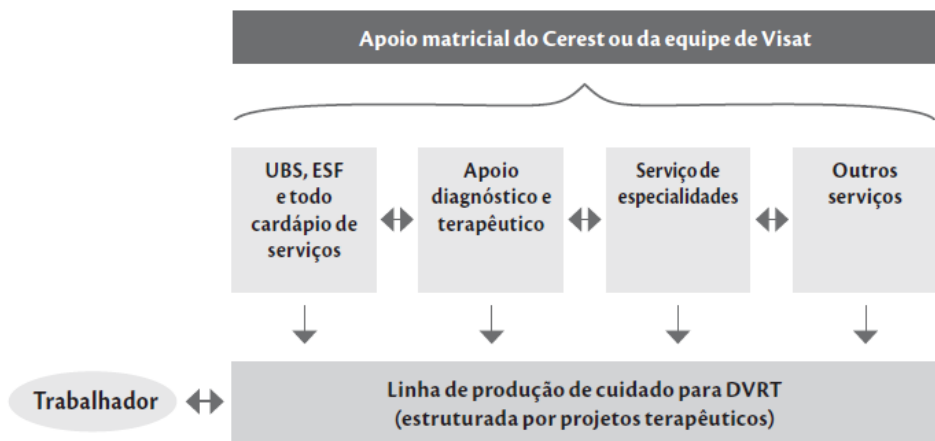 Apoio matricial do Cerest ou da equipe de Visat
UBS, ESF
e todo
cardápio de
serviços
Apoio
diagnóstico e
terapêutico
Serviço de
especialidades
Outros
serviços
Trabalhador
Linha de produção de cuidado para DVRT
(estruturada por projetos terapêuticos)